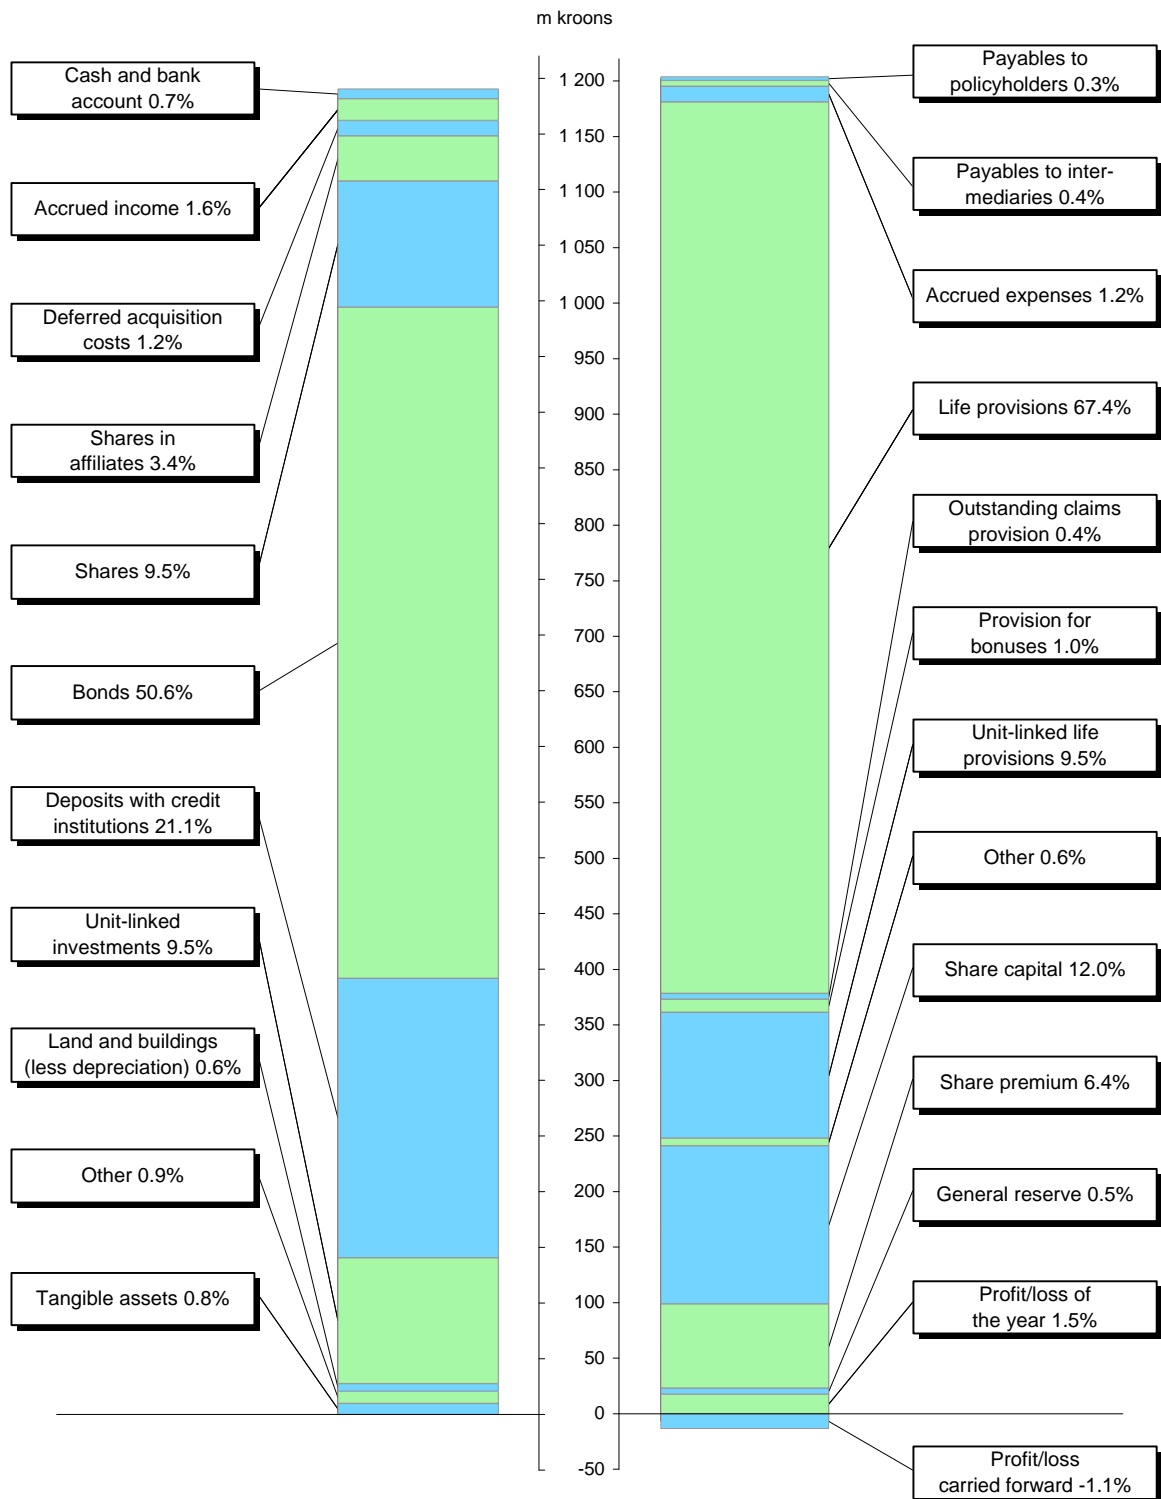 m kroons
Cash and bank
account 0.7%
Accrued income 1.6%
Deferred acquisition
costs 1.2%
Shares in
affiliates 3.4%
Shares 9.5%
Bonds 50.6%
Deposits with credit
institutions 21.1%
Unit-linked
investments 9.5%
Land and buildings
(less depreciation) 0.6%
Other 0.9%
Tangible assets 0.8%
1 200
1 150
1 100
1 050
1 000
950
900
850
800
750
700
650
600
550
500
450
400
350
300
250
200
150
100
50
0
-50
Payables to
policyholders 0.3%
Payables to inter-
mediaries 0.4%
Accrued expenses 1.2%
Life provisions 67.4%
Outstanding claims
provision 0.4%
Provision for
bonuses 1.0%
Unit-linked life
provisions 9.5%
Other 0.6%
Share capital 12.0%
Share premium 6.4%
General reserve 0.5%
Profit/loss of
the year 1.5%
Profit/loss
carried forward -1.1%